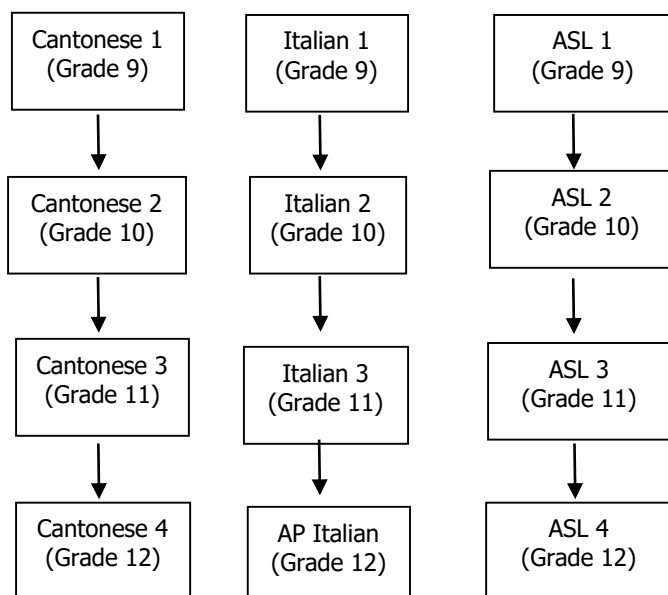 Cantonese 1
(Grade 9)
Italian 1
(Grade 9)
ASL 1
(Grade 9)
Cantonese 2
(Grade 10)
Italian 2
(Grade 10)
ASL 2
(Grade 10)
Cantonese 3
(Grade 11)
Italian 3
(Grade 11)
ASL 3
(Grade 11)
Cantonese 4
(Grade 12)
AP Italian
(Grade 12)
ASL 4
(Grade 12)